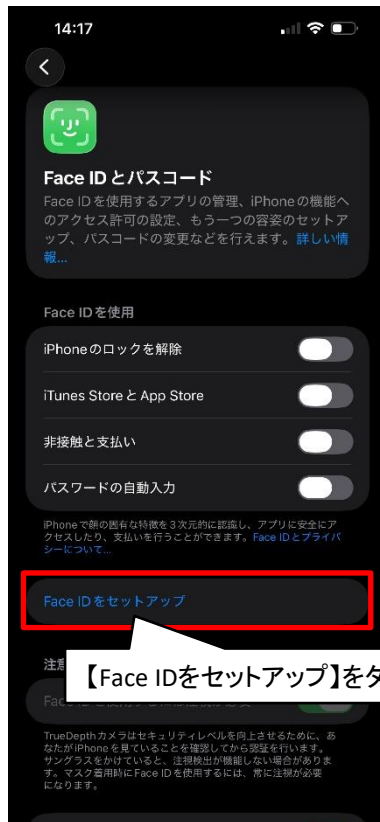 14:17
Face IDとパスコード
Face IDを使用するアプリの管理、iPhoneの機能へ
のアクセス許可の設定、もう一つの容姿のセットア
ップ、パスコードの変更などを行えます。詳しい情
報...
Face IDを使用
iPhoneのロックを解除
iTunes StoreとApp Store
非接触と支払い
パスワードの自動入力
iPhoneで顔の固有な特徴を3次元的に認識し、アプリに安全にア
クセスしたり、支払いを行うことができます。Face IDとプライバ
シーについて...
Face IDをセットアップ
注意
【Face IDをセットアップ】をタ
TrueDepthカメラはセキュリティレベルを向上させるために、あ
なたがiPhoneを見ていることを確認してから認証を行います。
サングラスをかけていると、注視検出が機能しない場合がありま
す。マスク着用時にFace IDを使用するには、常に注視が必要
になります。